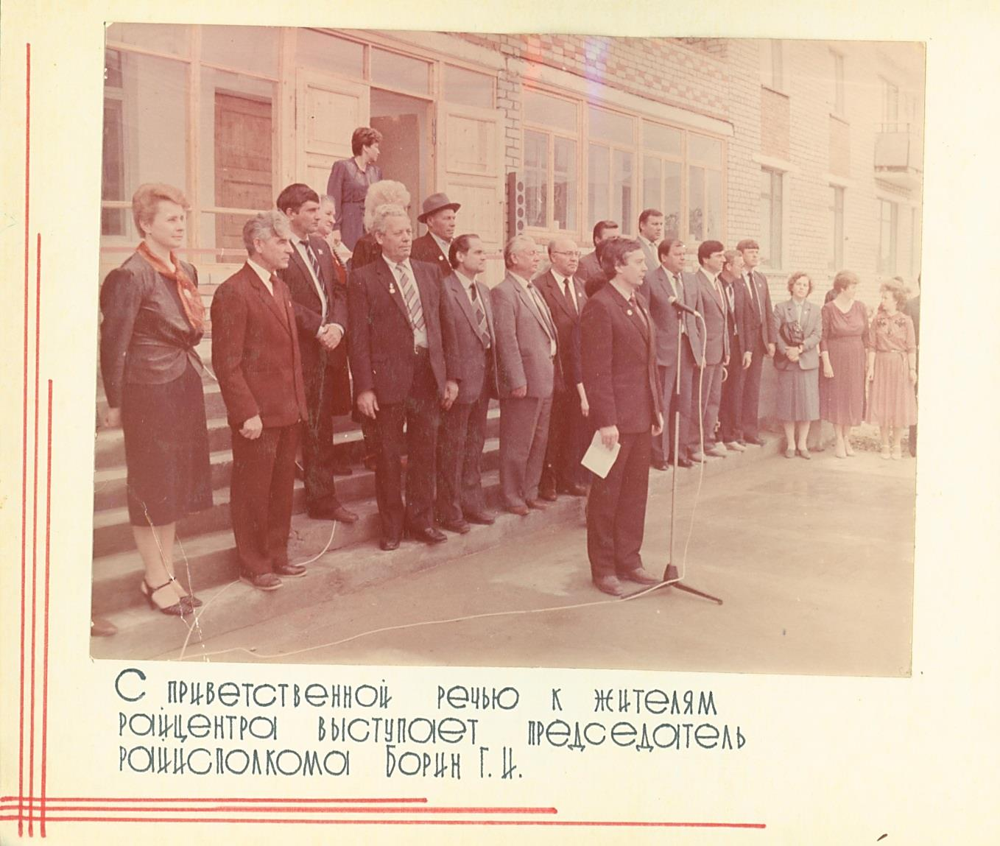 С приветственной речью к жителям
райцентра выступает председатель
райисполкома Борин Г.И.